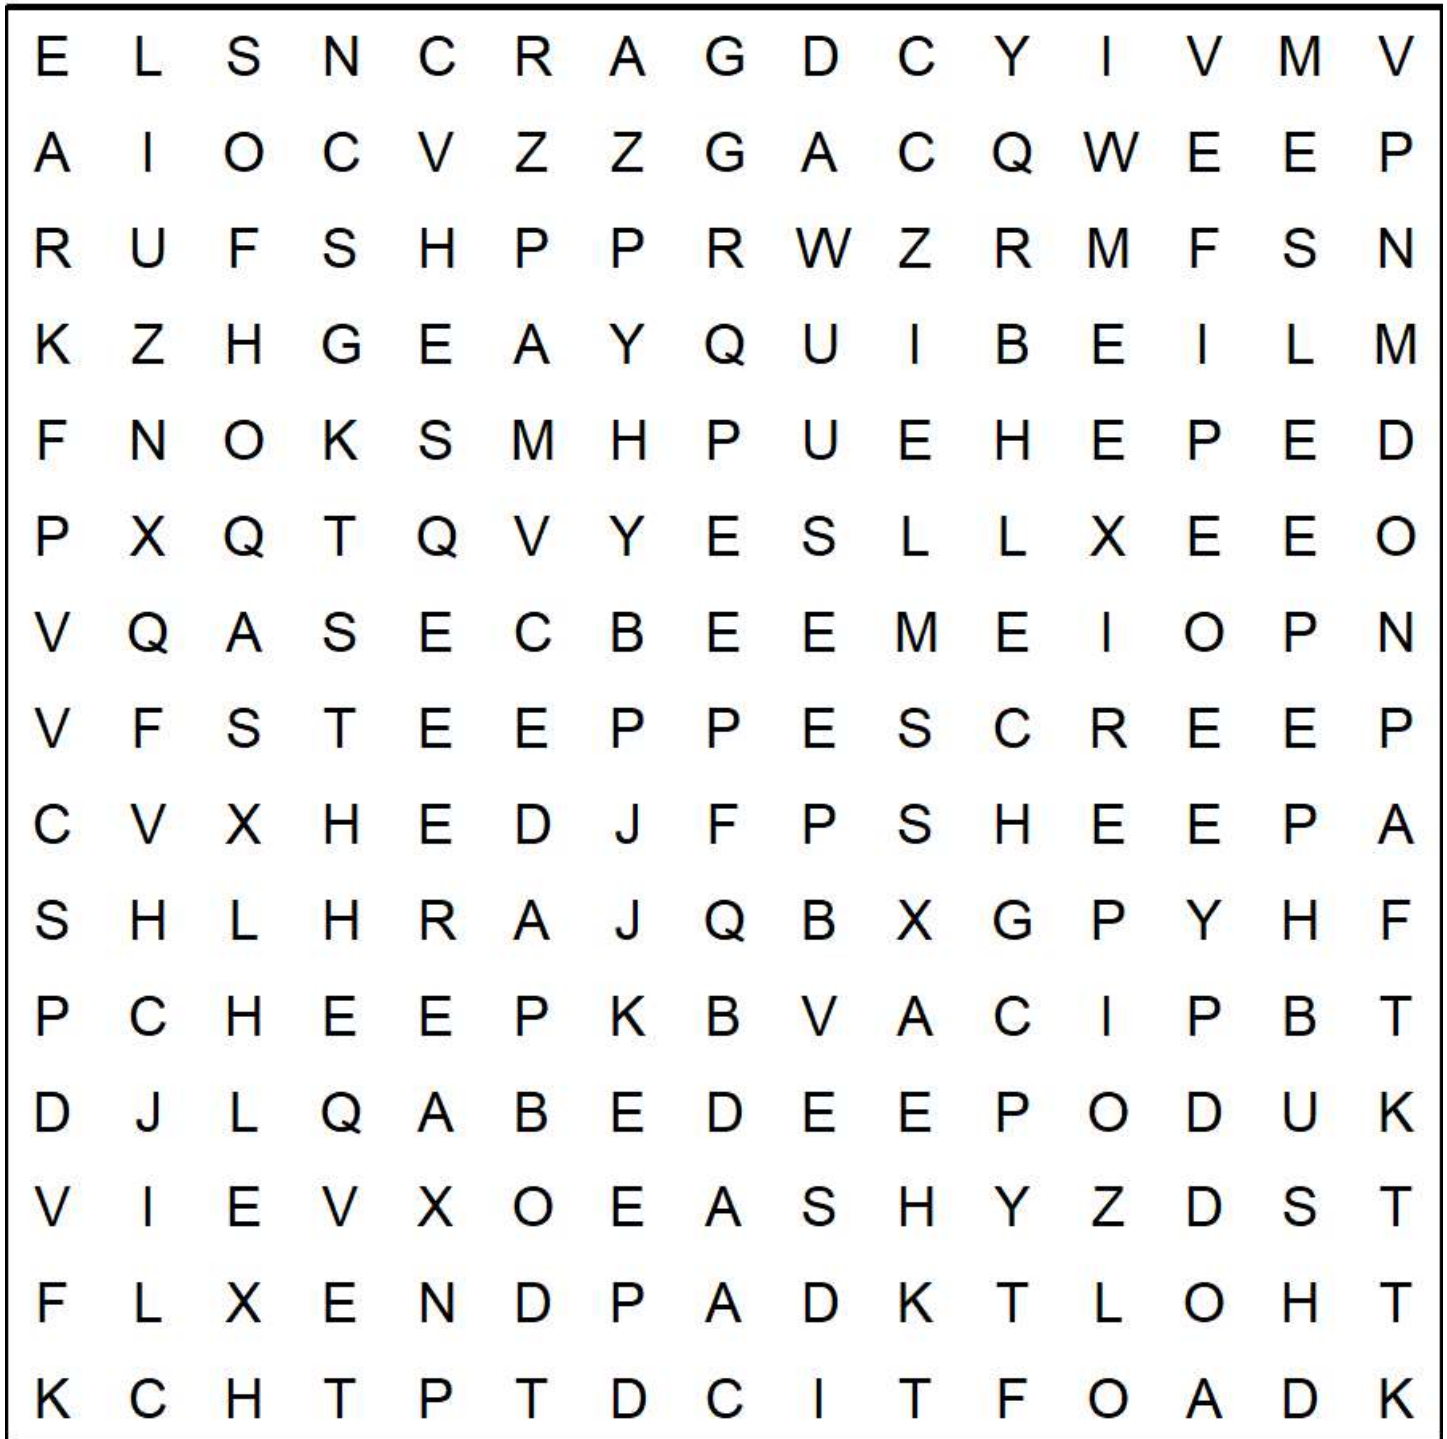 E L S N C R A G D C Y I V M V
A I O C V Z Z G A C Q W E E P
R U F S H P P R W Z R M F S N
K Z H G E A Y Q U I B E I L M
F N O K S M H P U E H E P E D
P X Q T Q V Y E S L L X E E O
V Q A S E C B E E M E I O P N
V F S T E E P P E S C R E E P
C V X H E D J F P S H E E P A
S H L H R A J Q B X G P Y H F
P C H E E P K B V A C I P B T
D J L Q A B E D E E P O D U K
V I E V X O E A S H Y Z D S T
F L X E N D P A D K T L O H T
K C H T P T D C I T F O A D K